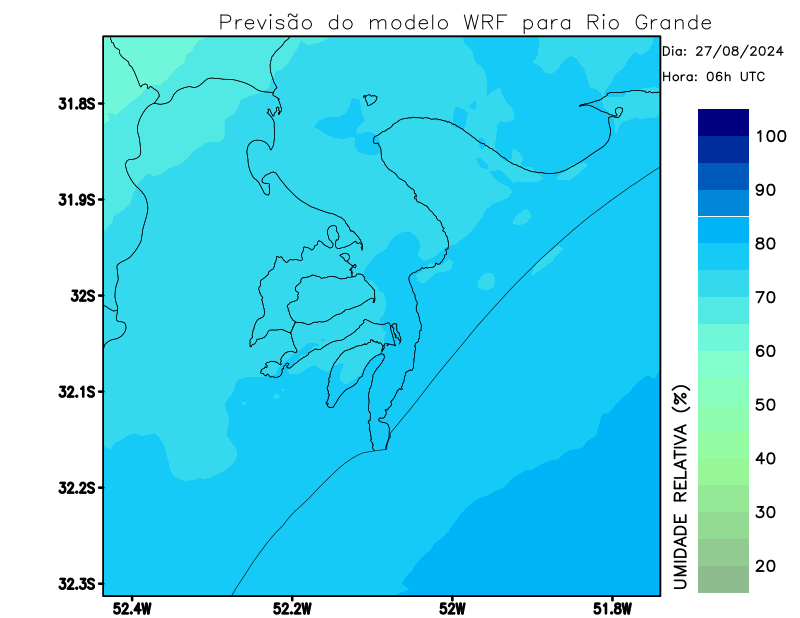 Previsão do modelo WRF para Rio Grande
Dia: 27/08/2024
Hora: 06h UTC
31.8S
31.9S
32S
32.1S
32.2S
32.3S
52.4W
52.2W
52W
51.8W
UMIDADE RELATIVA (%)
100
90
80
70
60
50
40
30
20